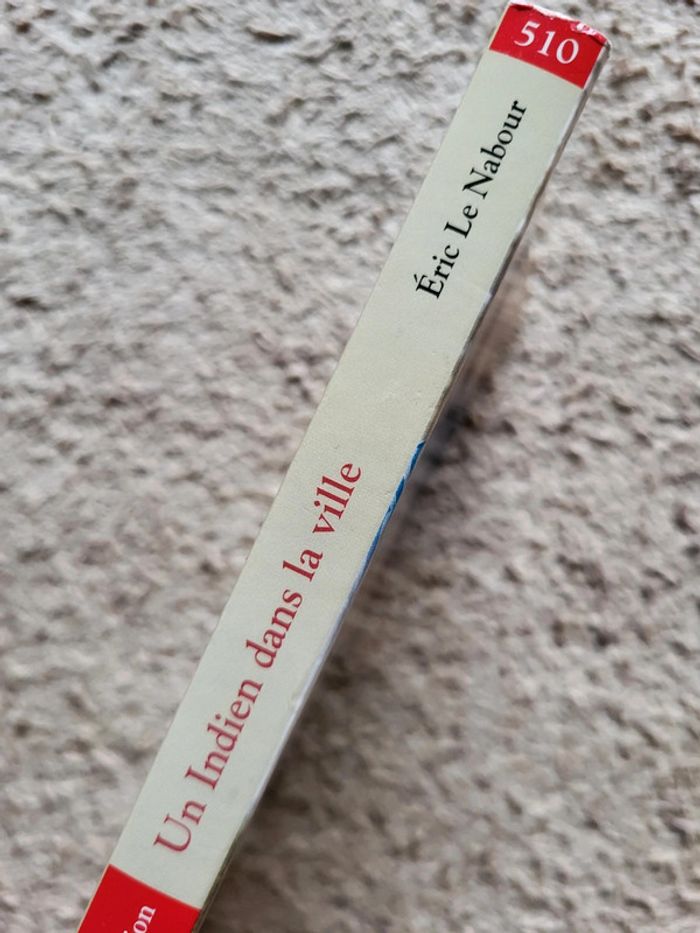 510
Éric Le Nabour
Un Indien dans la ville